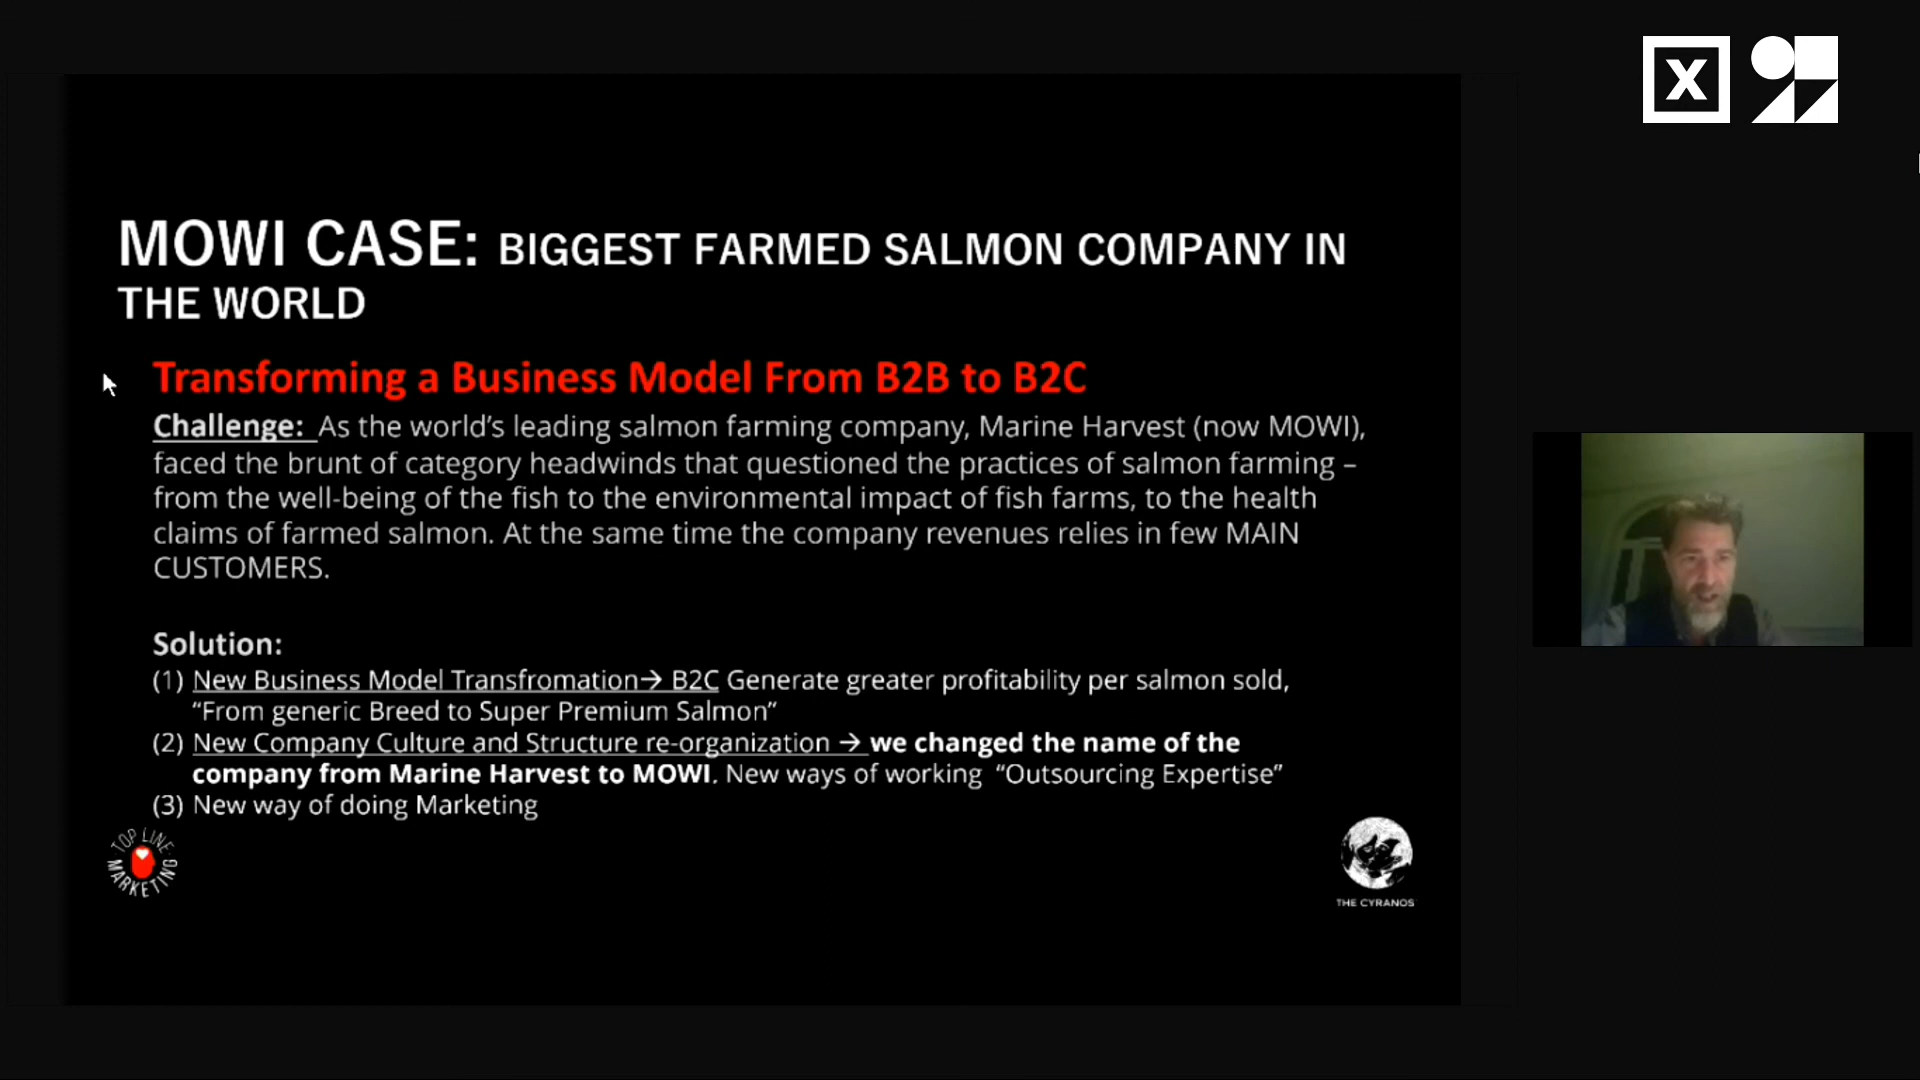 X
MOWI CASE: BIGGEST FARMED SALMON COMPANY IN
THE WORLD
Transforming a Business Model From B2B to B2C
Challenge: As the world’s leading salmon farming company, Marine Harvest (now MOWI),
faced the brunt of category headwinds that questioned the practices of salmon farming –
from the well-being of the fish to the environmental impact of fish farms, to the health
claims of farmed salmon. At the same time the company revenues relies in few MAIN
CUSTOMERS.
Solution:
(1) New Business Model Transfromation→ B2C Generate greater profitability per salmon sold,
“From generic Breed to Super Premium Salmon”
(2) New Company Culture and Structure re-organization → we changed the name of the
company from Marine Harvest to MOWI. New ways of working “Outsourcing Expertise”
(3) New way of doing Marketing
TOP LINE MARKETING
THE CYRANOS